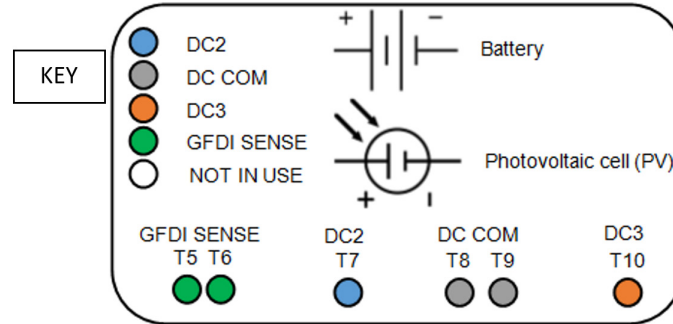 KEY
DC2
DC COM
DC3
GFDI SENSE
NOT IN USE
+ −
Battery
Photovoltaic cell (PV)
+ ı
GFDI SENSE DC2 DC COM DC3
T5 T6 T7 T8 T9 T10